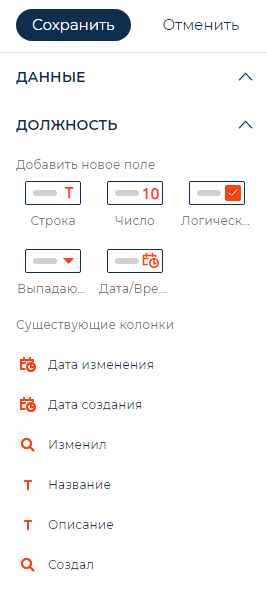 Сохранить Отменить
ДАННЫЕ
ДОЛЖНОСТЬ
Добавить новое поле
T 10
Строка Число Логическ...
Выпадаю... Дата/Вре...
Существующие колонки
Дата изменения
Дата создания
Изменил
T Название
T Описание
Создал